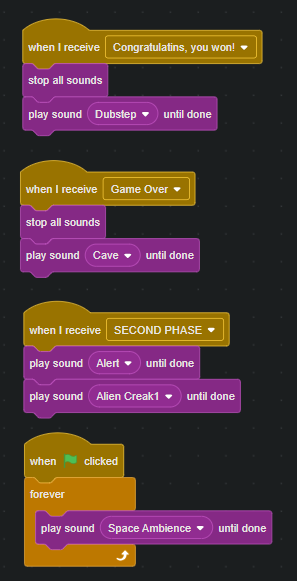 when I receive Congratulatins, you won!
stop all sounds
play sound Dubstep until done
when I receive Game Over
stop all sounds
play sound Cave until done
when I receive SECOND PHASE
play sound Alert until done
play sound Alien Creak1 until done
when clicked
forever
play sound Space Ambience until done